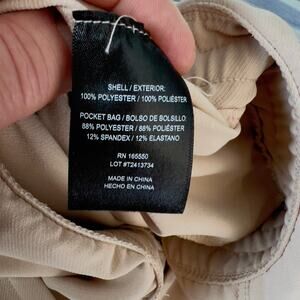 SHELL / EXTERIOR:
100% POLYESTER / 100% POLIÉSTER
POCKET BAG / BOLSO DE BOLSILLO:
88% POLYESTER / 88% POLIÉSTER
12% SPANDEX / 12% ELASTANO
RN 165550
LOT #T2413734
MADE IN CHINA
HECHO EN CHINA